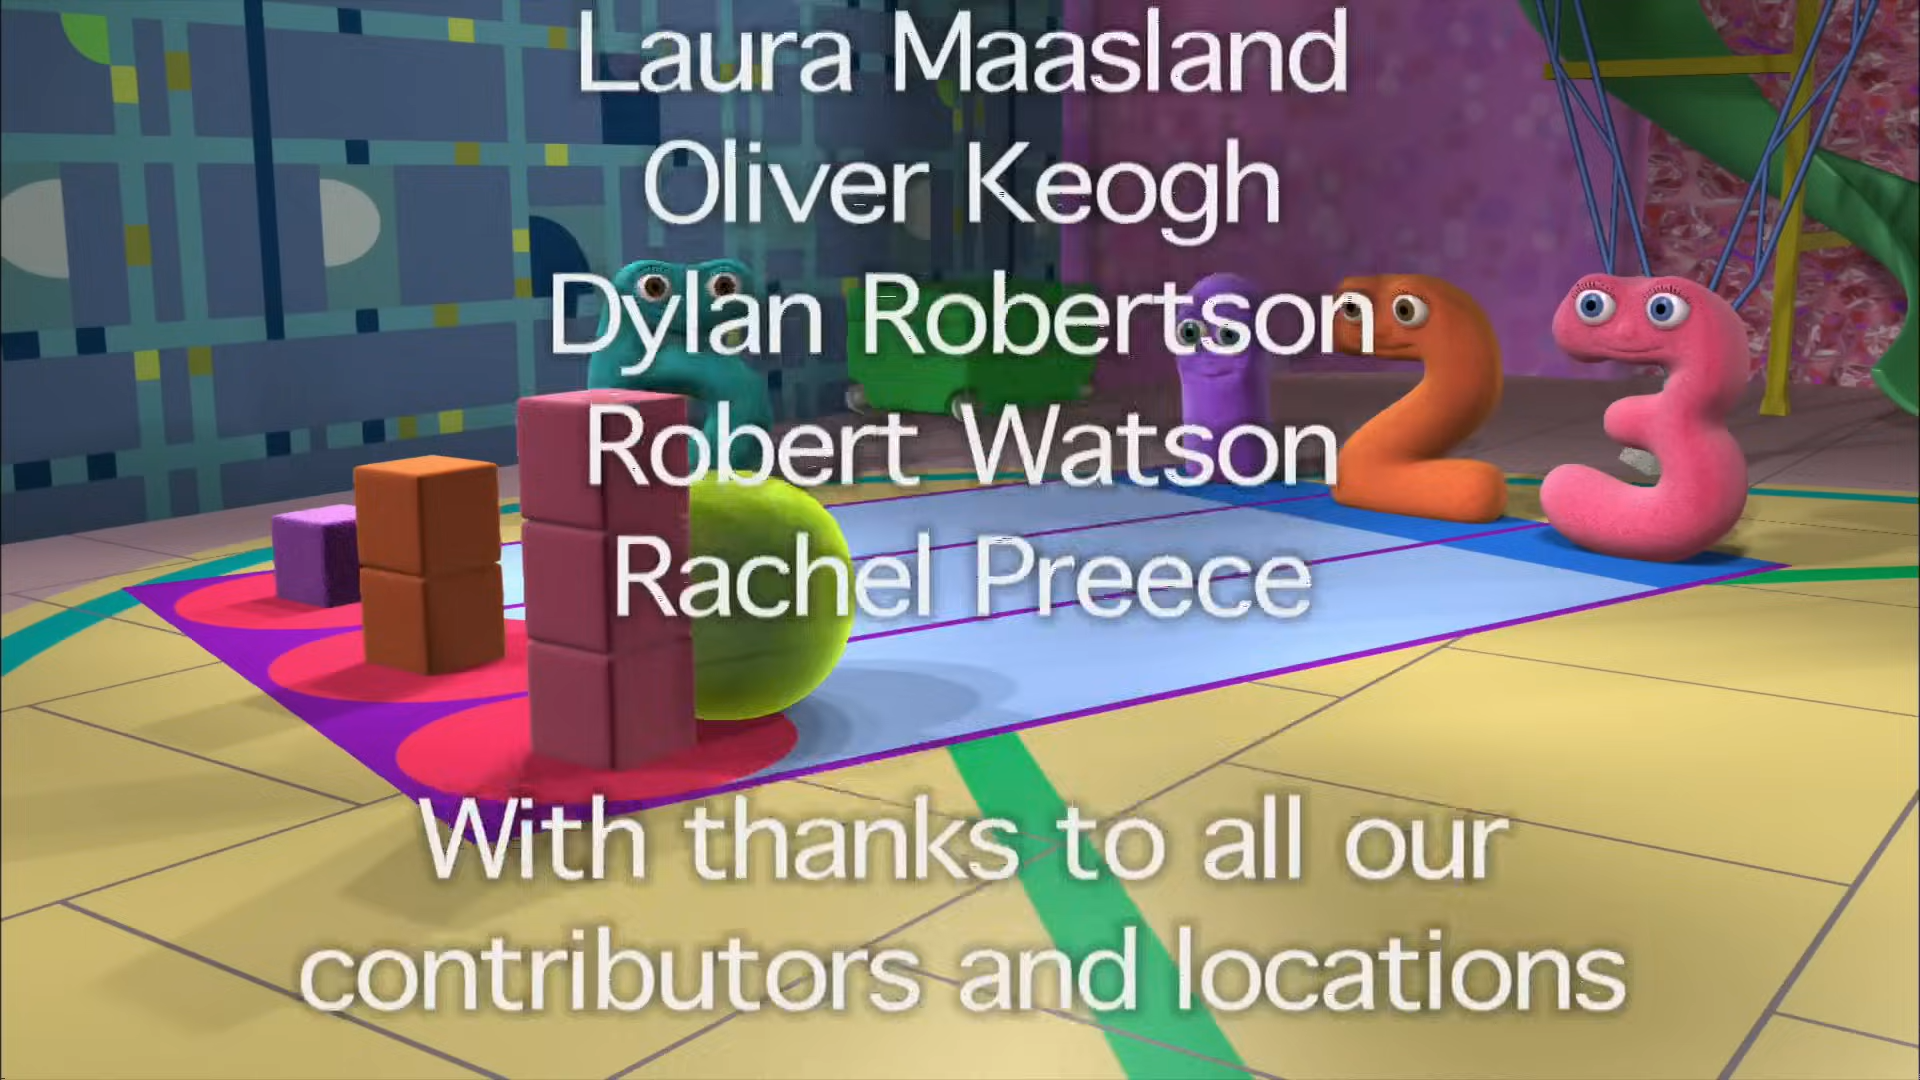 Laura Maasland
Oliver Keogh
Dylan Robertson
Robert Watson
Rachel Preece
With thanks to all our
contributors and locations